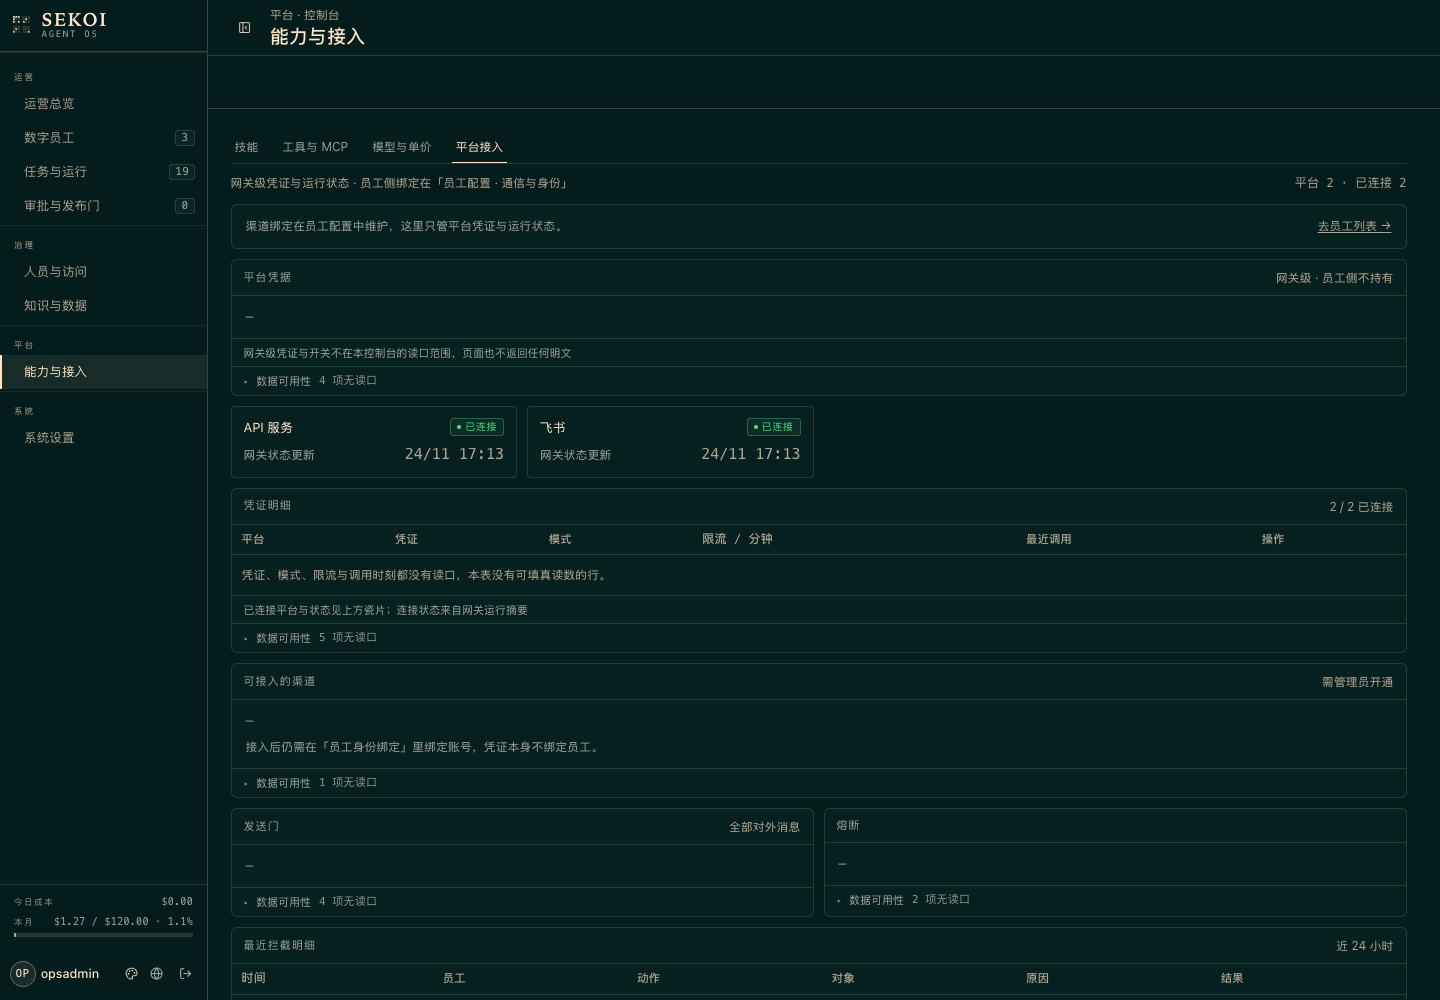 SEKOI
AGENT OS
平台 · 控制台
能力与接入
运营
运营总览
数字员工 3
任务与运行 19
审批与发布门 0
治理
人员与访问
知识与数据
平台
能力与接入
系统
系统设置
今日成本 $0.00
本月 $1.27 / $120.00 · 1.1%
OP opsadmin
技能 工具与 MCP 模型与单价 平台接入
网关级凭证与运行状态 · 员工侧绑定在「员工配置 · 通信与身份」 平台 2 · 已连接 2
渠道绑定在员工配置中维护，这里只管平台凭证与运行状态。 去员工列表 →
平台凭据 网关级 · 员工侧不持有
—
网关级凭证与开关不在本控制台的读口范围，页面也不返回任何明文
▸ 数据可用性 4 项无读口
API 服务 已连接
网关状态更新 24/11 17:13
飞书 已连接
网关状态更新 24/11 17:13
凭证明细 2 / 2 已连接
平台 凭证 模式 限流 / 分钟 最近调用 操作
凭证、模式、限流与调用时刻都没有读口，本表没有可填真读数的行。
已连接平台与状态见上方瓷片；连接状态来自网关运行摘要
▸ 数据可用性 5 项无读口
可接入的渠道 需管理员开通
—
接入后仍需在「员工身份绑定」里绑定账号，凭证本身不绑定员工。
▸ 数据可用性 1 项无读口
发送门 全部对外消息
—
▸ 数据可用性 4 项无读口
熔断
—
▸ 数据可用性 2 项无读口
最近拦截明细 近 24 小时
时间 员工 动作 对象 原因 结果